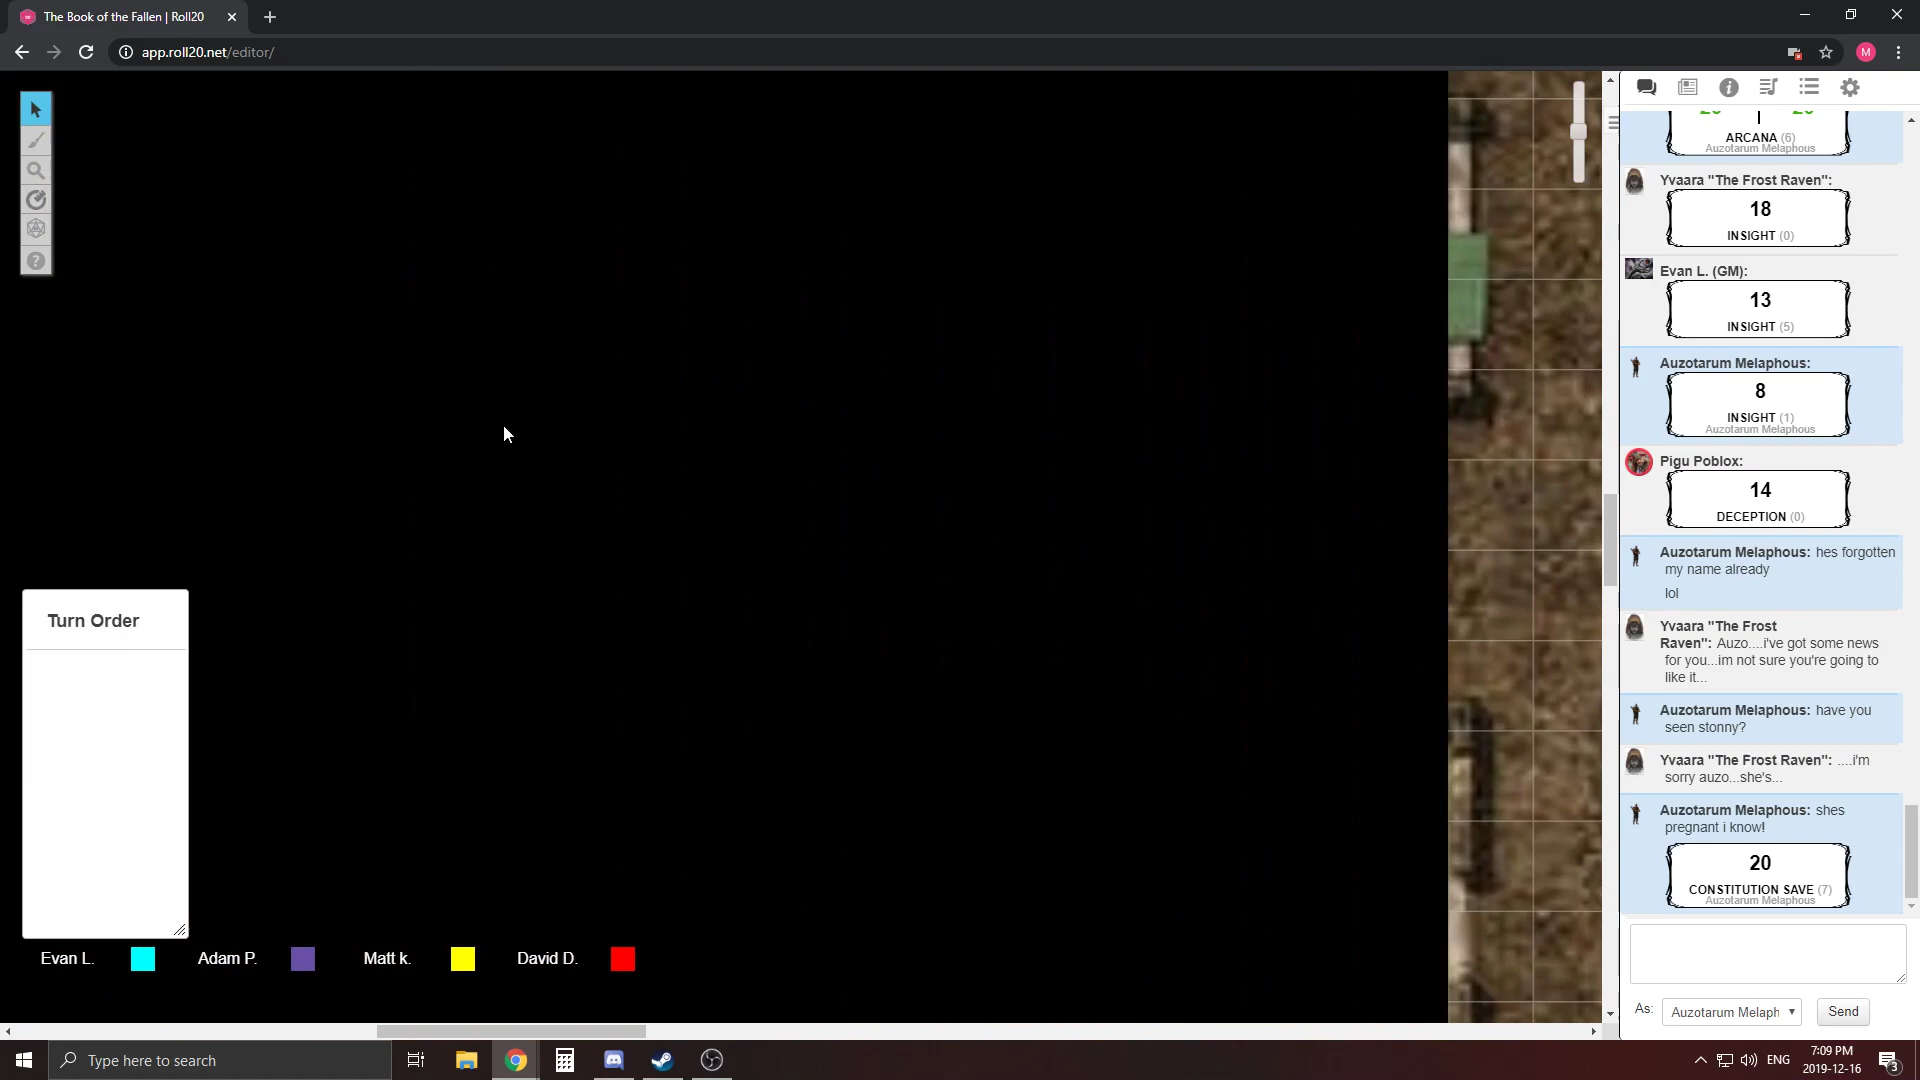 The Book of the Fallen | Roll20
app.roll20.net/editor/
ARCANA (6)
Auzotarum Melaphous
Yvaara "The Frost Raven":
18
INSIGHT (0)
Evan L. (GM):
13
INSIGHT (5)
Auzotarum Melaphous:
8
INSIGHT (1)
Auzotarum Melaphous
Pigu Poblox:
14
DECEPTION (0)
Auzotarum Melaphous: hes forgotten
my name already
lol
Yvaara "The Frost
Raven": Auzo....i've got some news
for you...im not sure you're going to
like it...
Auzotarum Melaphous: have you
seen stonny?
Yvaara "The Frost Raven": ....i'm
sorry auzo...she's...
Auzotarum Melaphous: shes
pregnant i know!
20
CONSTITUTION SAVE (7)
Auzotarum Melaphous
As:
Auzotarum Melaph
Send
Turn Order
Evan L.
Adam P.
Matt k.
David D.
Type here to search
ENG
7:09 PM
2019-12-16
3
M